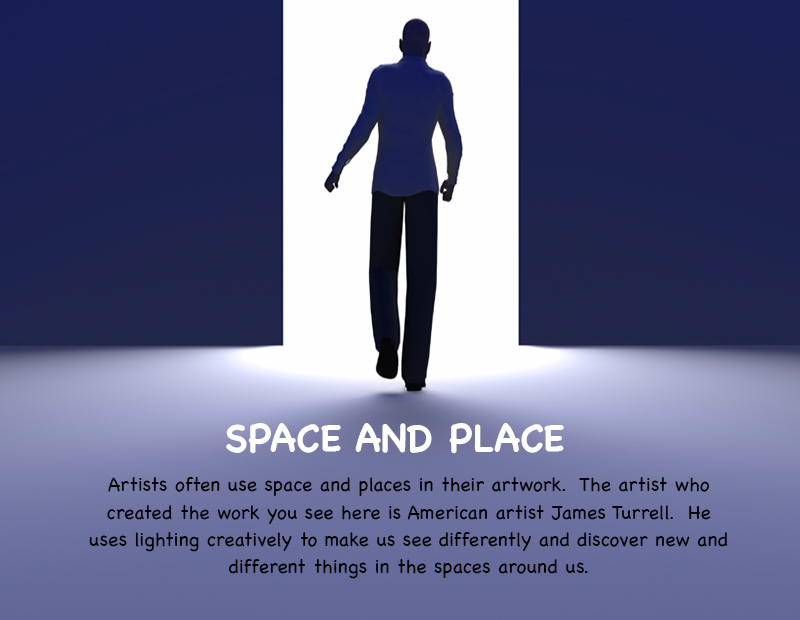 SPACE AND PLACE
Artists often use space and places in their artwork.  The artist who
created the work you see here is American artist James Turrell.  He
uses lighting creatively to make us see differently and discover new and
different things in the spaces around us.